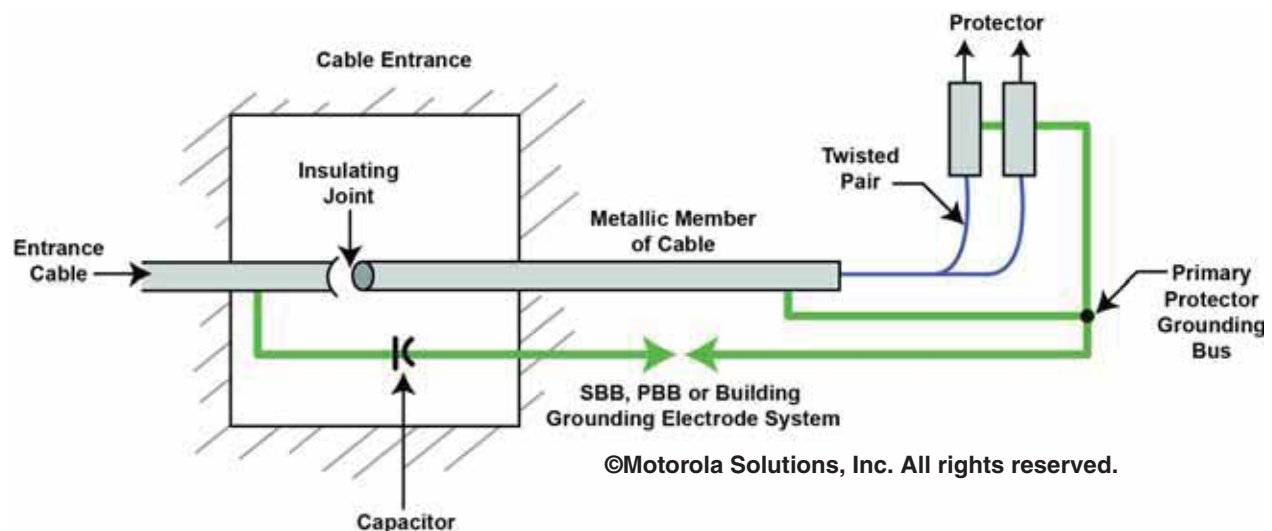 Protector
Cable Entrance
Insulating
Joint
Twisted
Pair
Metallic Member
of Cable
Entrance
Cable
Primary
Protector
Grounding
Bus
SBB, PBB or Building
Grounding Electrode System
©Motorola Solutions, Inc. All rights reserved.
Capacitor